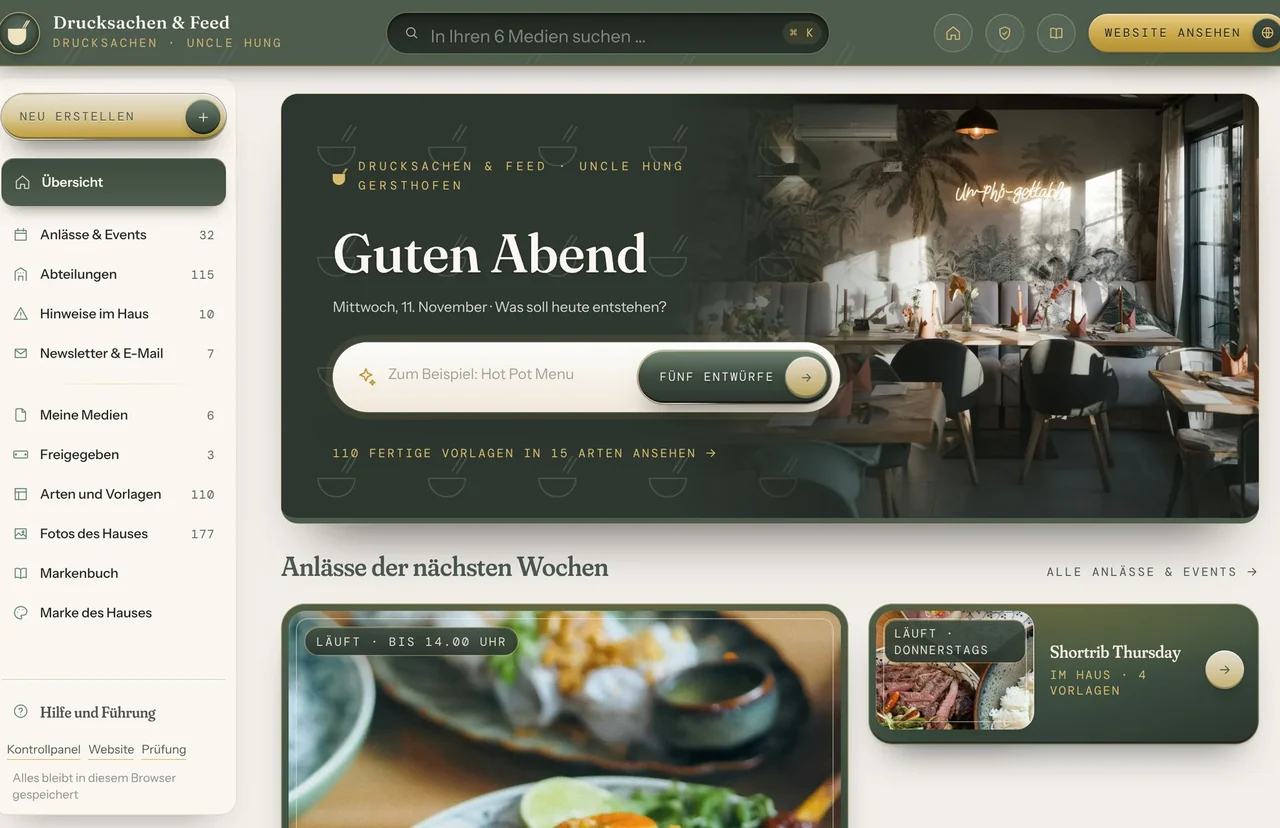 Drucksachen & Feed
DRUCKSACHEN · UNCLE HUNG
In Ihren 6 Medien suchen ...
⌘ K
WEBSITE ANSEHEN
NEU ERSTELLEN
Übersicht
Anlässe & Events 32
Abteilungen 115
Hinweise im Haus 10
Newsletter & E-Mail 7
Meine Medien 6
Freigegeben 3
Arten und Vorlagen 110
Fotos des Hauses 177
Markenbuch
Marke des Hauses
Hilfe und Führung
Kontrollpanel Website Prüfung
Alles bleibt in diesem Browser
gespeichert
DRUCKSACHEN & FEED · UNCLE HUNG
GERSTHOFEN
Guten Abend
Mittwoch, 11. November · Was soll heute entstehen?
Zum Beispiel: Hot Pot Menu
FÜNF ENTWÜRFE →
110 FERTIGE VORLAGEN IN 15 ARTEN ANSEHEN →
Um-phở-gettable
Anlässe der nächsten Wochen
ALLE ANLÄSSE & EVENTS →
LÄUFT · BIS 14.00 UHR
LÄUFT ·
DONNERSTAGS
Shortrib Thursday
IM HAUS · 4
VORLAGEN